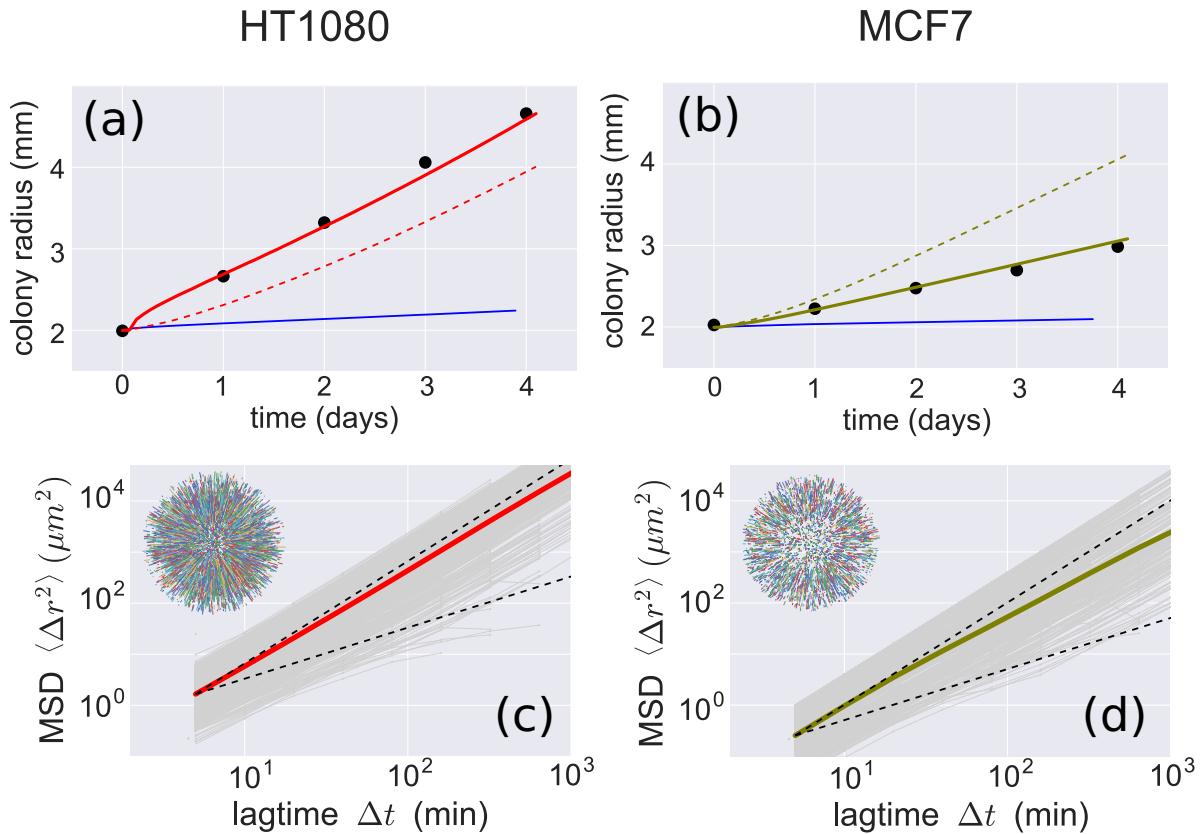 HT1080
MCF7
(a)
colony radius (mm)
4
3
2
0 1 2 3 4
time (days)
(b)
colony radius (mm)
4
3
2
0 1 2 3 4
time (days)
(c)
MSD ⟨Δr²⟩ (μm²)
10⁴
10²
10⁰
10¹ 10² 10³
lagtime Δt (min)
(d)
MSD ⟨Δr²⟩ (μm²)
10⁴
10²
10⁰
10¹ 10² 10³
lagtime Δt (min)